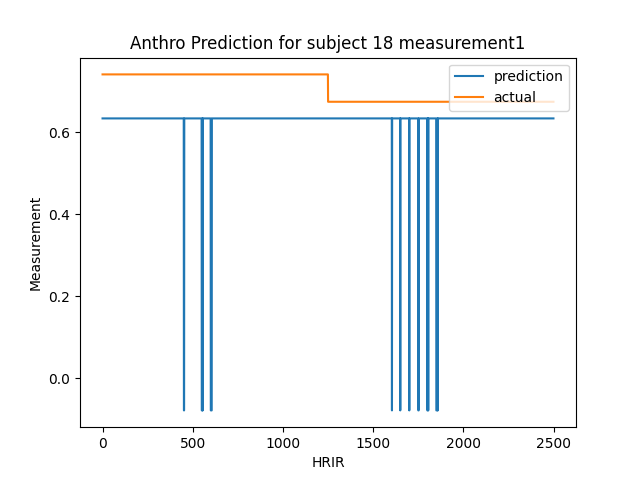 Anthro Prediction for subject 18 measurement1
prediction
actual
Measurement
0.6
0.4
0.2
0.0
0
500
1000
1500
2000
2500
HRIR